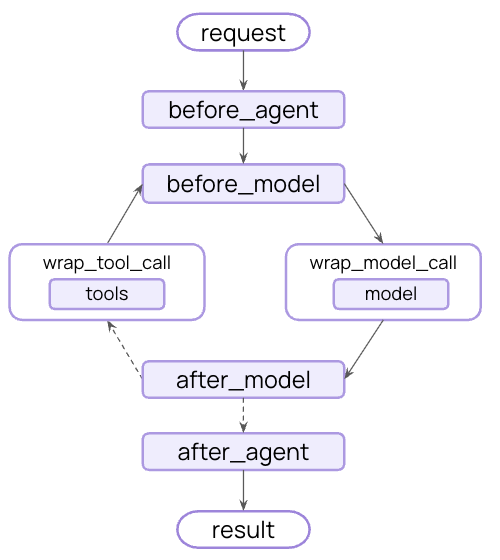 request
before_agent
before_model
wrap_tool_call
tools
wrap_model_call
model
after_model
after_agent
result